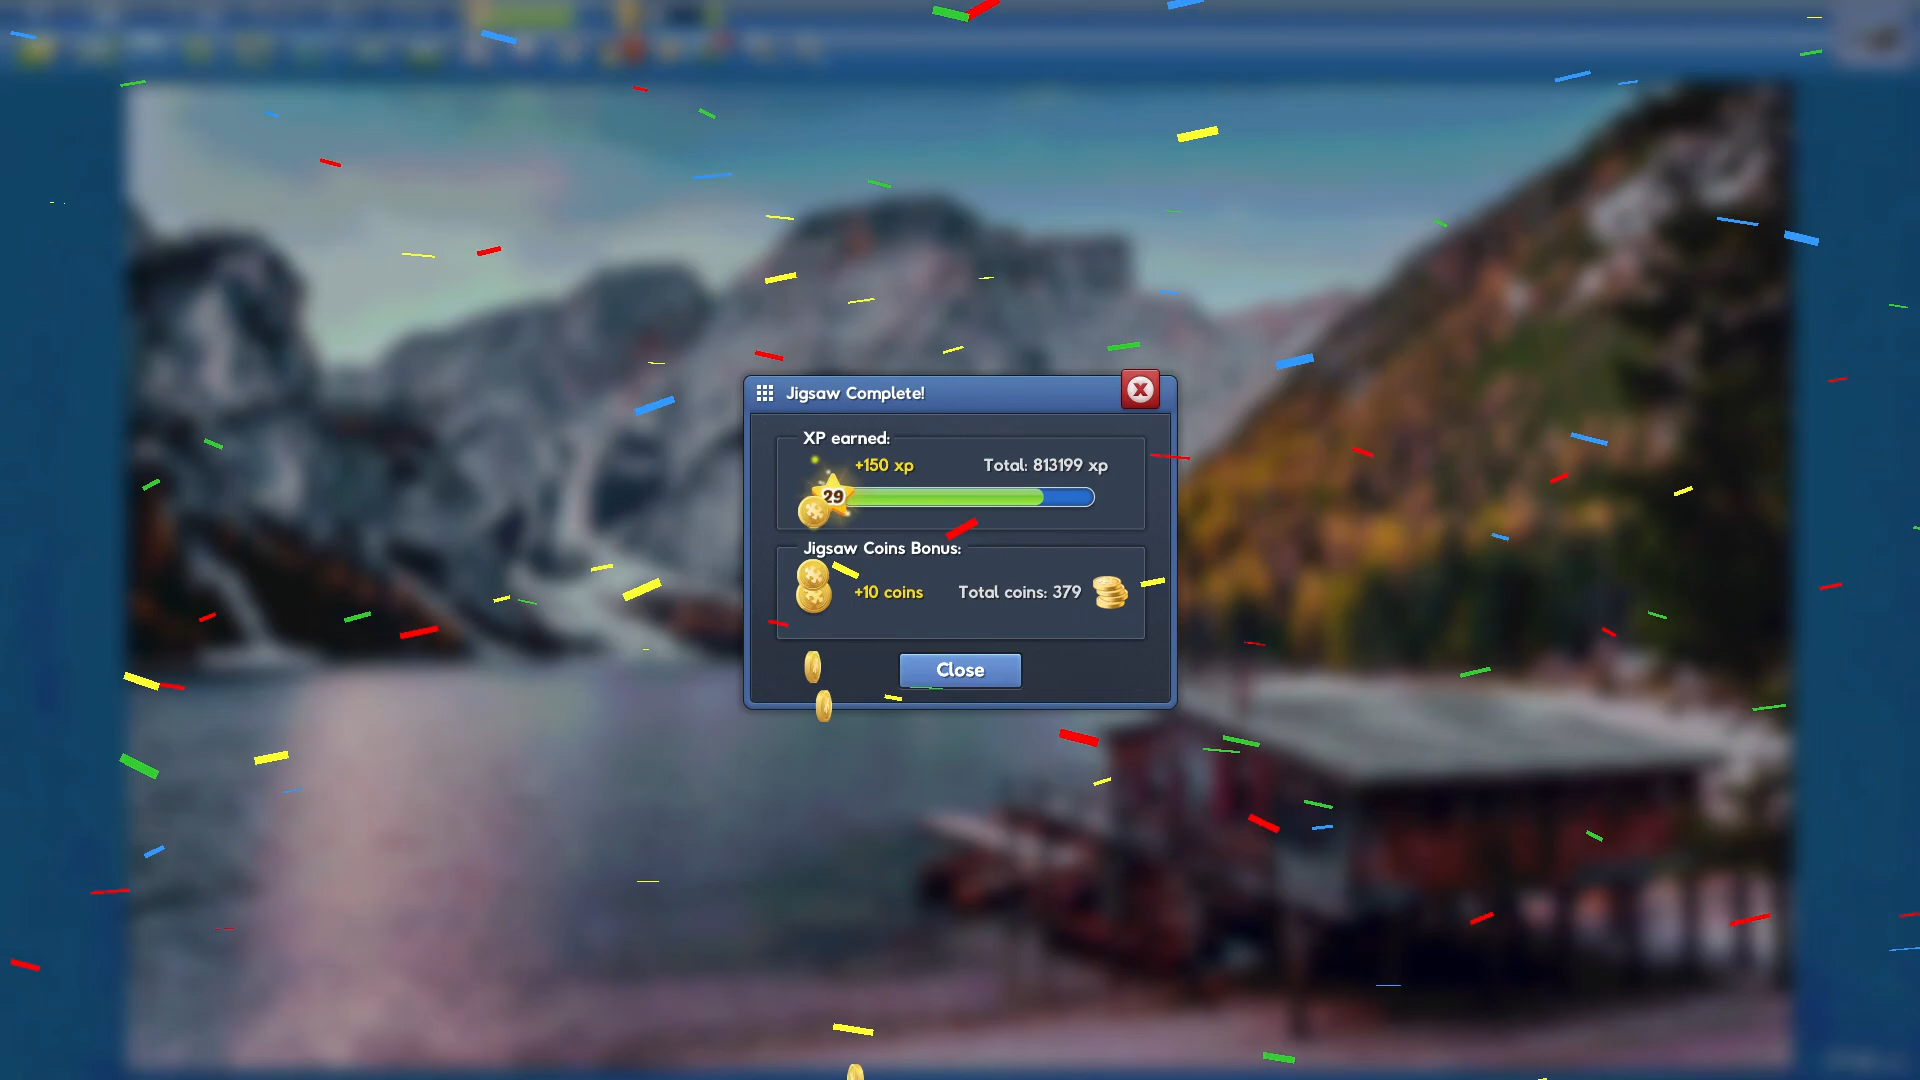 Jigsaw Complete!
XP earned:
+150 xp
Total: 813199 xp
29
Jigsaw Coins Bonus:
+10 coins
Total coins: 379
Close